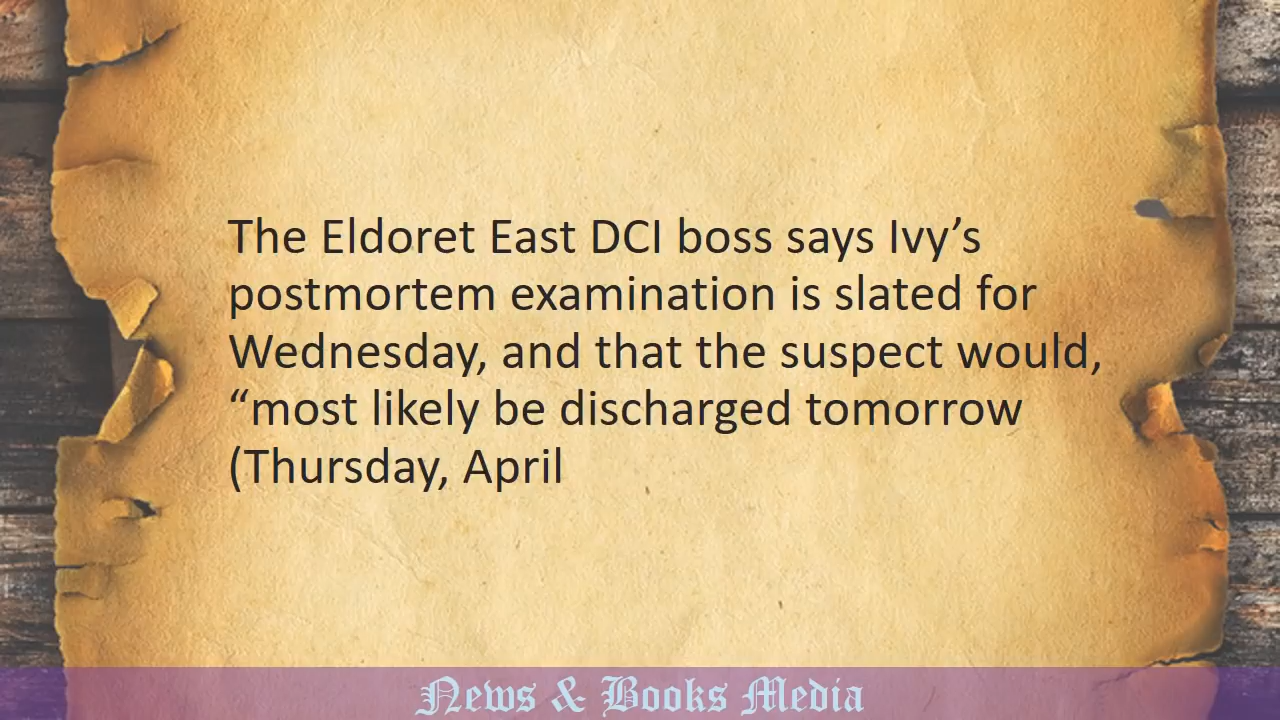 The Eldoret East DCI boss says Ivy’s
postmortem examination is slated for
Wednesday, and that the suspect would,
“most likely be discharged tomorrow
(Thursday, April
News & Books Media